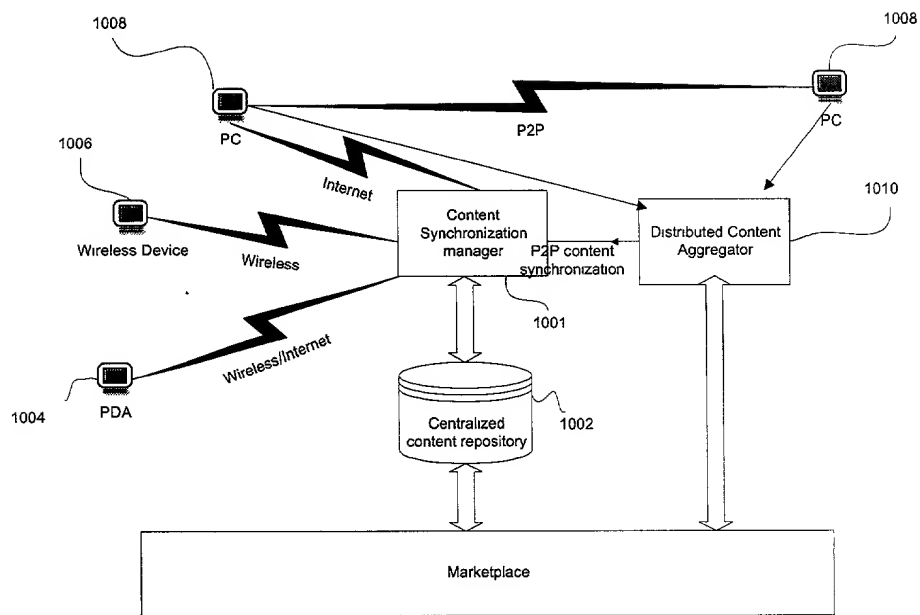 1008
1008
PC
P2P
PC
1006
Internet
1010
Content
Synchronization
manager
Distributed Content
Aggregator
Wireless Device
Wireless
P2P content
synchronization
1001
Wireless/Internet
1004
PDA
1002
Centralized
content repository
Marketplace